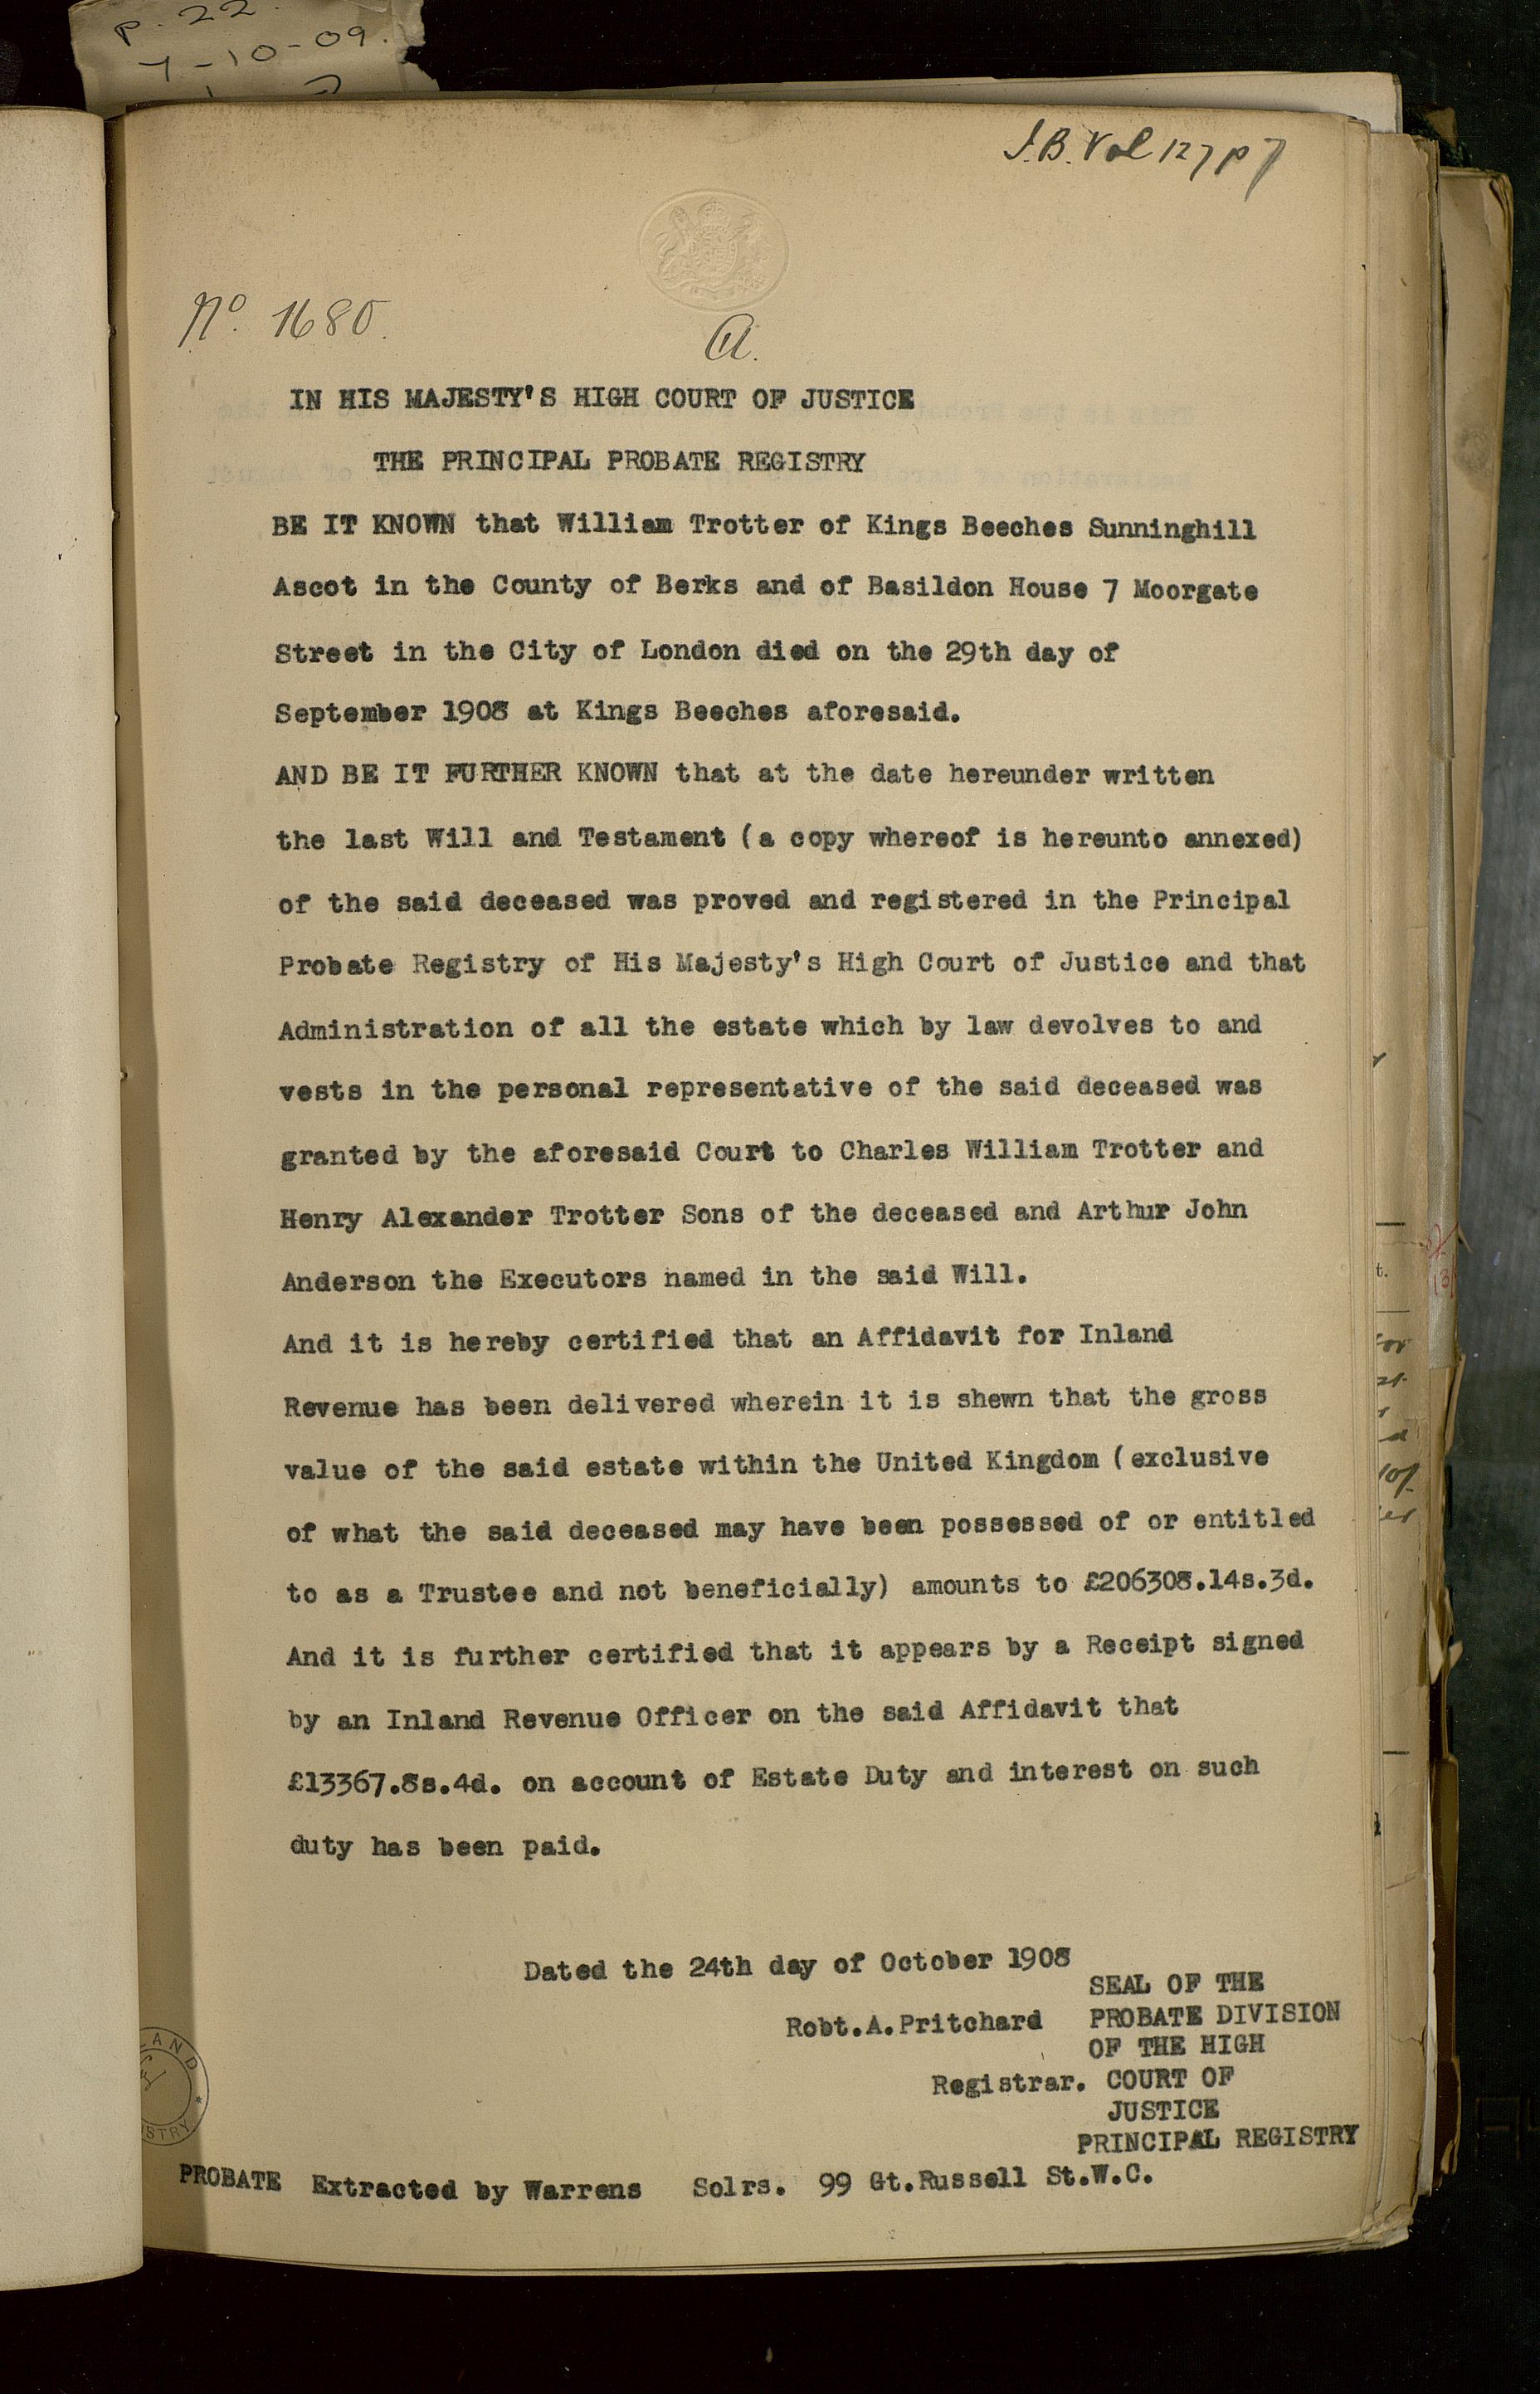 p. 22.
7-10-09.
S.B. Vol 127 p 7
No. 1680.
A.
IN HIS MAJESTY'S HIGH COURT OF JUSTICE
THE PRINCIPAL PROBATE REGISTRY
BE IT KNOWN that William Trotter of Kings Beeches Sunninghill
Ascot in the County of Berks and of Basildon House 7 Moorgate
Street in the City of London died on the 29th day of
September 1908 at Kings Beeches aforesaid.
AND BE IT FURTHER KNOWN that at the date hereunder written
the last Will and Testament (a copy whereof is hereunto annexed)
of the said deceased was proved and registered in the Principal
Probate Registry of His Majesty's High Court of Justice and that
Administration of all the estate which by law devolves to and
vests in the personal representative of the said deceased was
granted by the aforesaid Court to Charles William Trotter and
Henry Alexander Trotter Sons of the deceased and Arthur John
Anderson the Executors named in the said Will.
And it is hereby certified that an Affidavit for Inland
Revenue has been delivered wherein it is shewn that the gross
value of the said estate within the United Kingdom (exclusive
of what the said deceased may have been possessed of or entitled
to as a Trustee and not beneficially) amounts to £206308.14s.3d.
And it is further certified that it appears by a Receipt signed
by an Inland Revenue Officer on the said Affidavit that
£13367.8s.4d. on account of Estate Duty and interest on such
duty has been paid.
Dated the 24th day of October 1908
SEAL OF THE
Robt.A.Pritchard PROBATE DIVISION
OF THE HIGH
Registrar. COURT OF
JUSTICE
PRINCIPAL REGISTRY
PROBATE Extracted by Warrens Solrs. 99 Gt.Russell St.W.C.